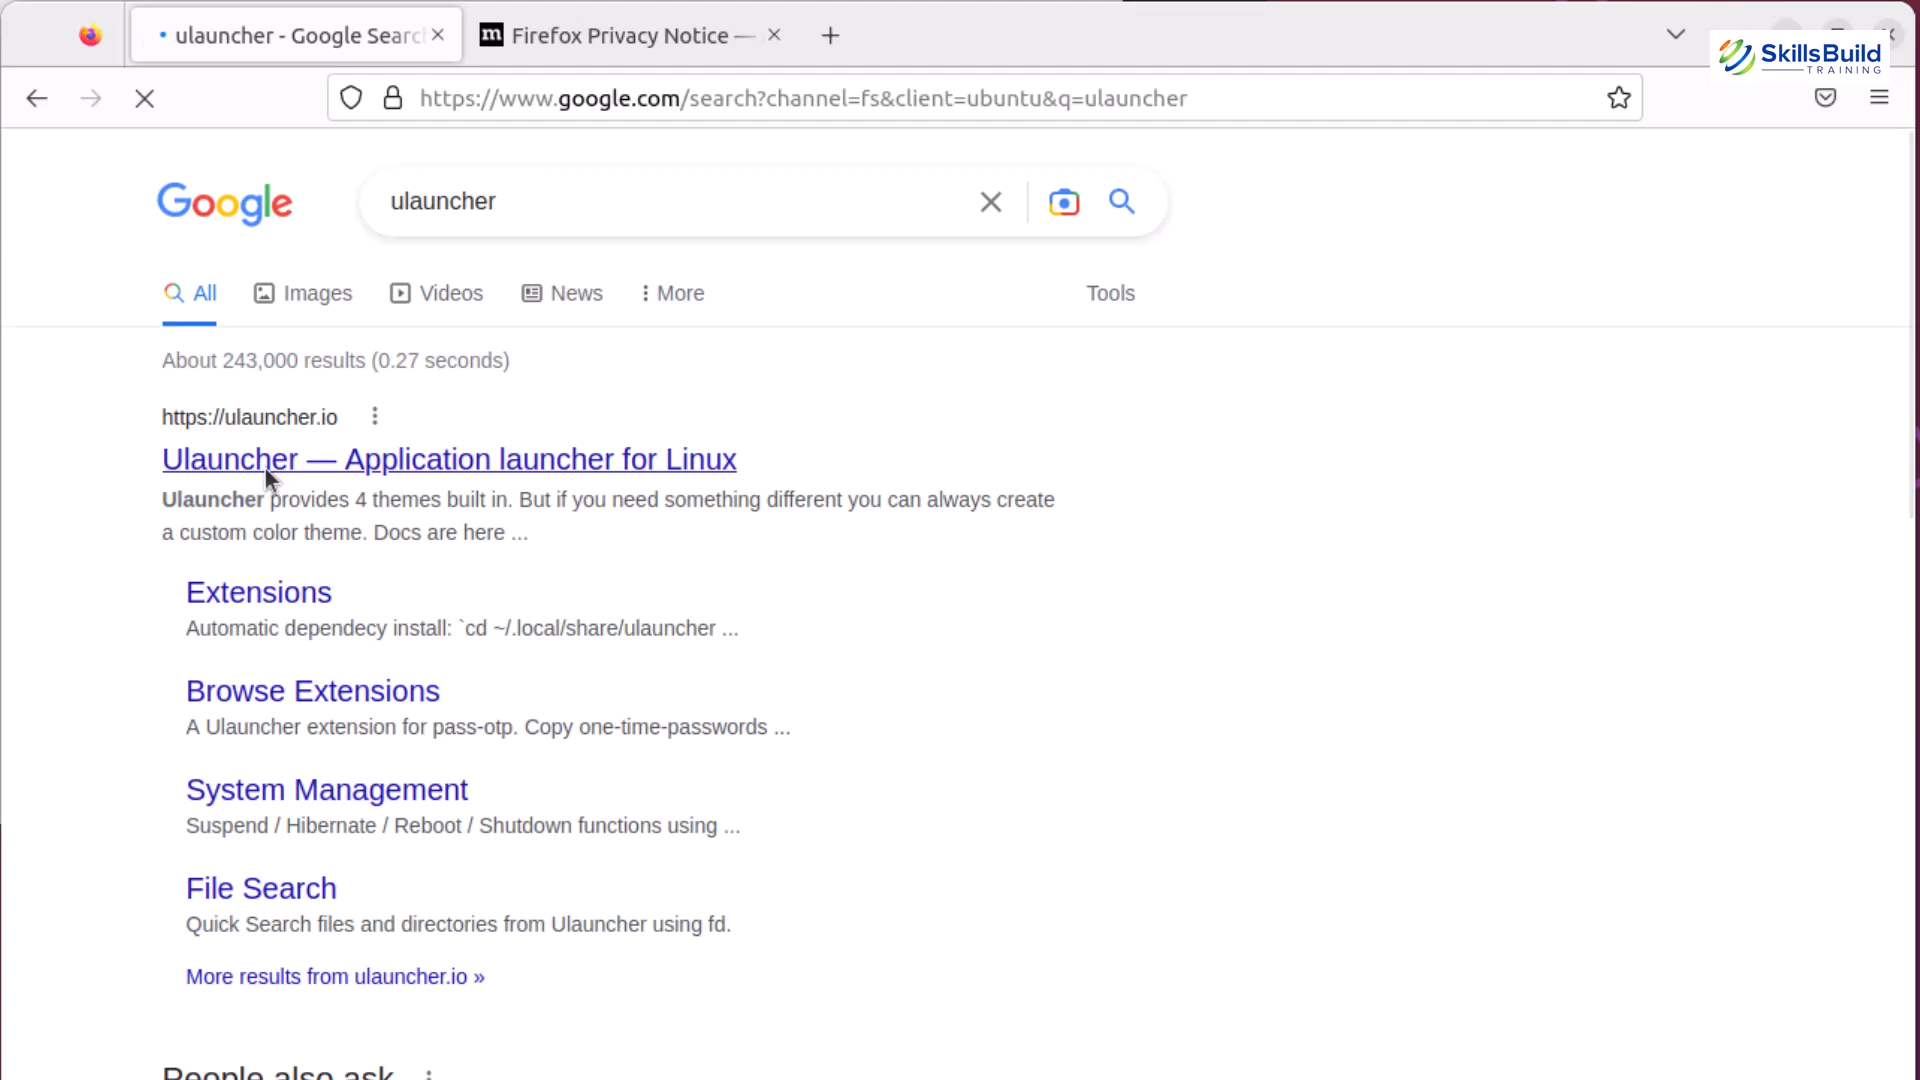 ulauncher - Google Searc
Firefox Privacy Notice —
SkillsBuild
TRAINING
https://www.google.com/search?channel=fs&client=ubuntu&q=ulauncher
Google
ulauncher
All
Images
Videos
News
More
Tools
About 243,000 results (0.27 seconds)
https://ulauncher.io
Ulauncher — Application launcher for Linux
Ulauncher provides 4 themes built in. But if you need something different you can always create
a custom color theme. Docs are here ...
Extensions
Automatic dependecy install: `cd ~/.local/share/ulauncher ...
Browse Extensions
A Ulauncher extension for pass-otp. Copy one-time-passwords ...
System Management
Suspend / Hibernate / Reboot / Shutdown functions using ...
File Search
Quick Search files and directories from Ulauncher using fd.
More results from ulauncher.io »
People also ask